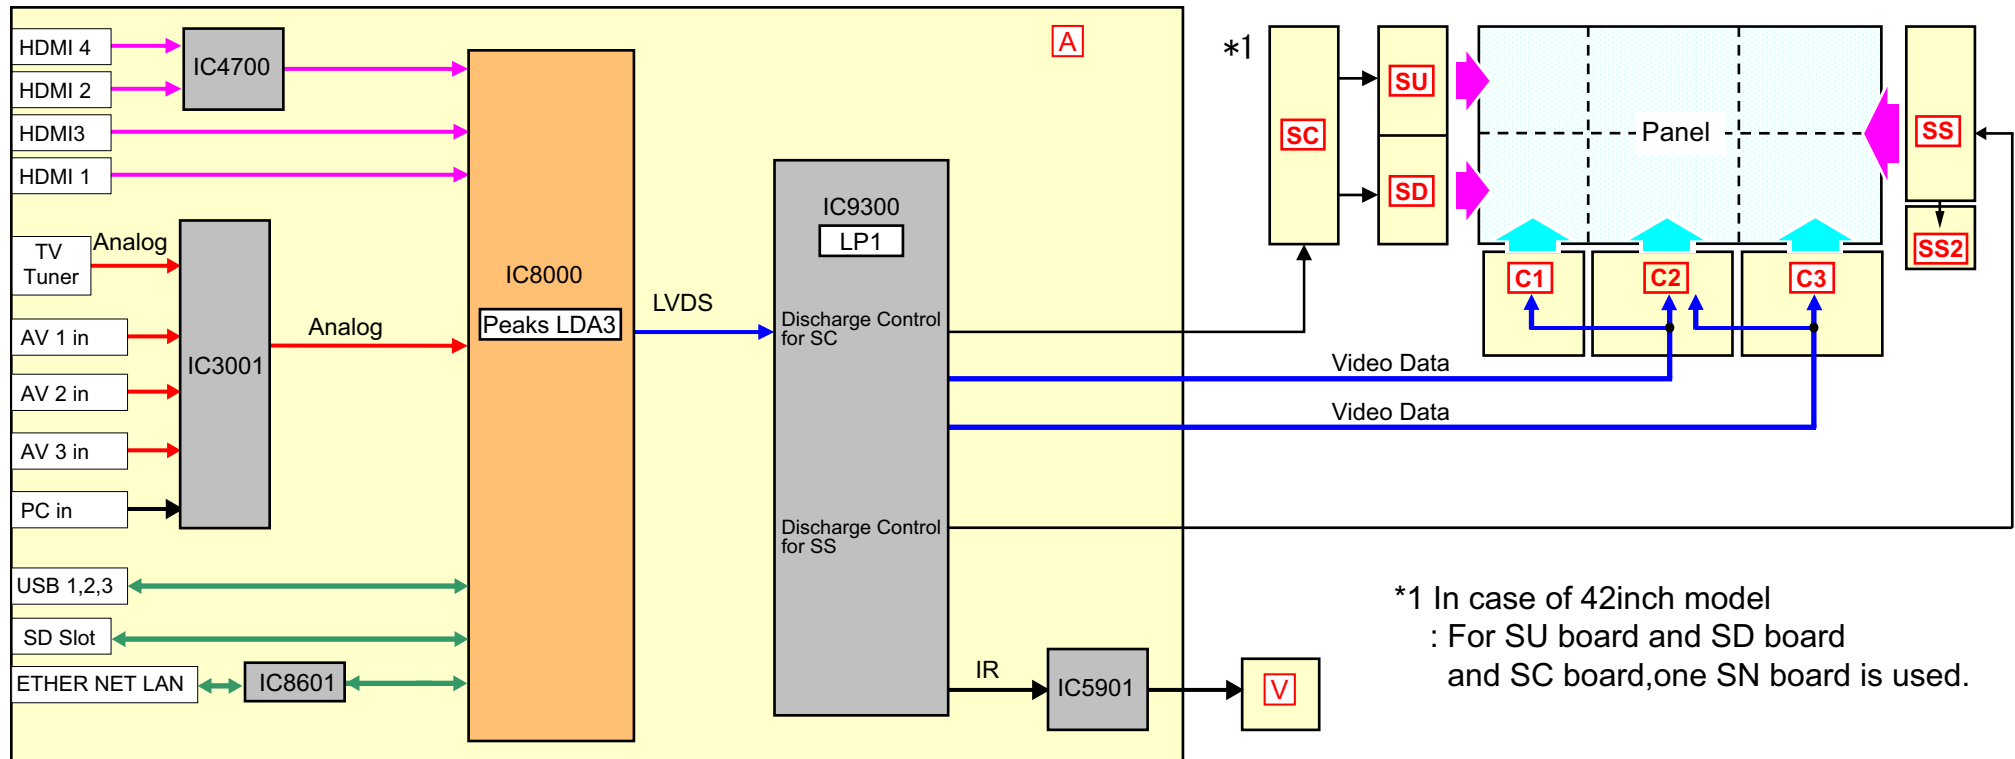 HDMI 4
HDMI 2
HDMI3
HDMI 1
IC4700
TV
Tuner
Analog
AV 1 in
AV 2 in
AV 3 in
PC in
IC3001
Analog
USB 1,2,3
SD Slot
ETHER NET LAN
IC8601
IC8000
Peaks LDA3
LVDS
A
IC9300
LP1
Discharge Control
for SC
Discharge Control
for SS
Video Data
Video Data
IR
IC5901
V
*1
SC
SU
SD
Panel
SS
SS2
C1
C2
C3
*1 In case of 42inch model
: For SU board and SD board
and SC board,one SN board is used.